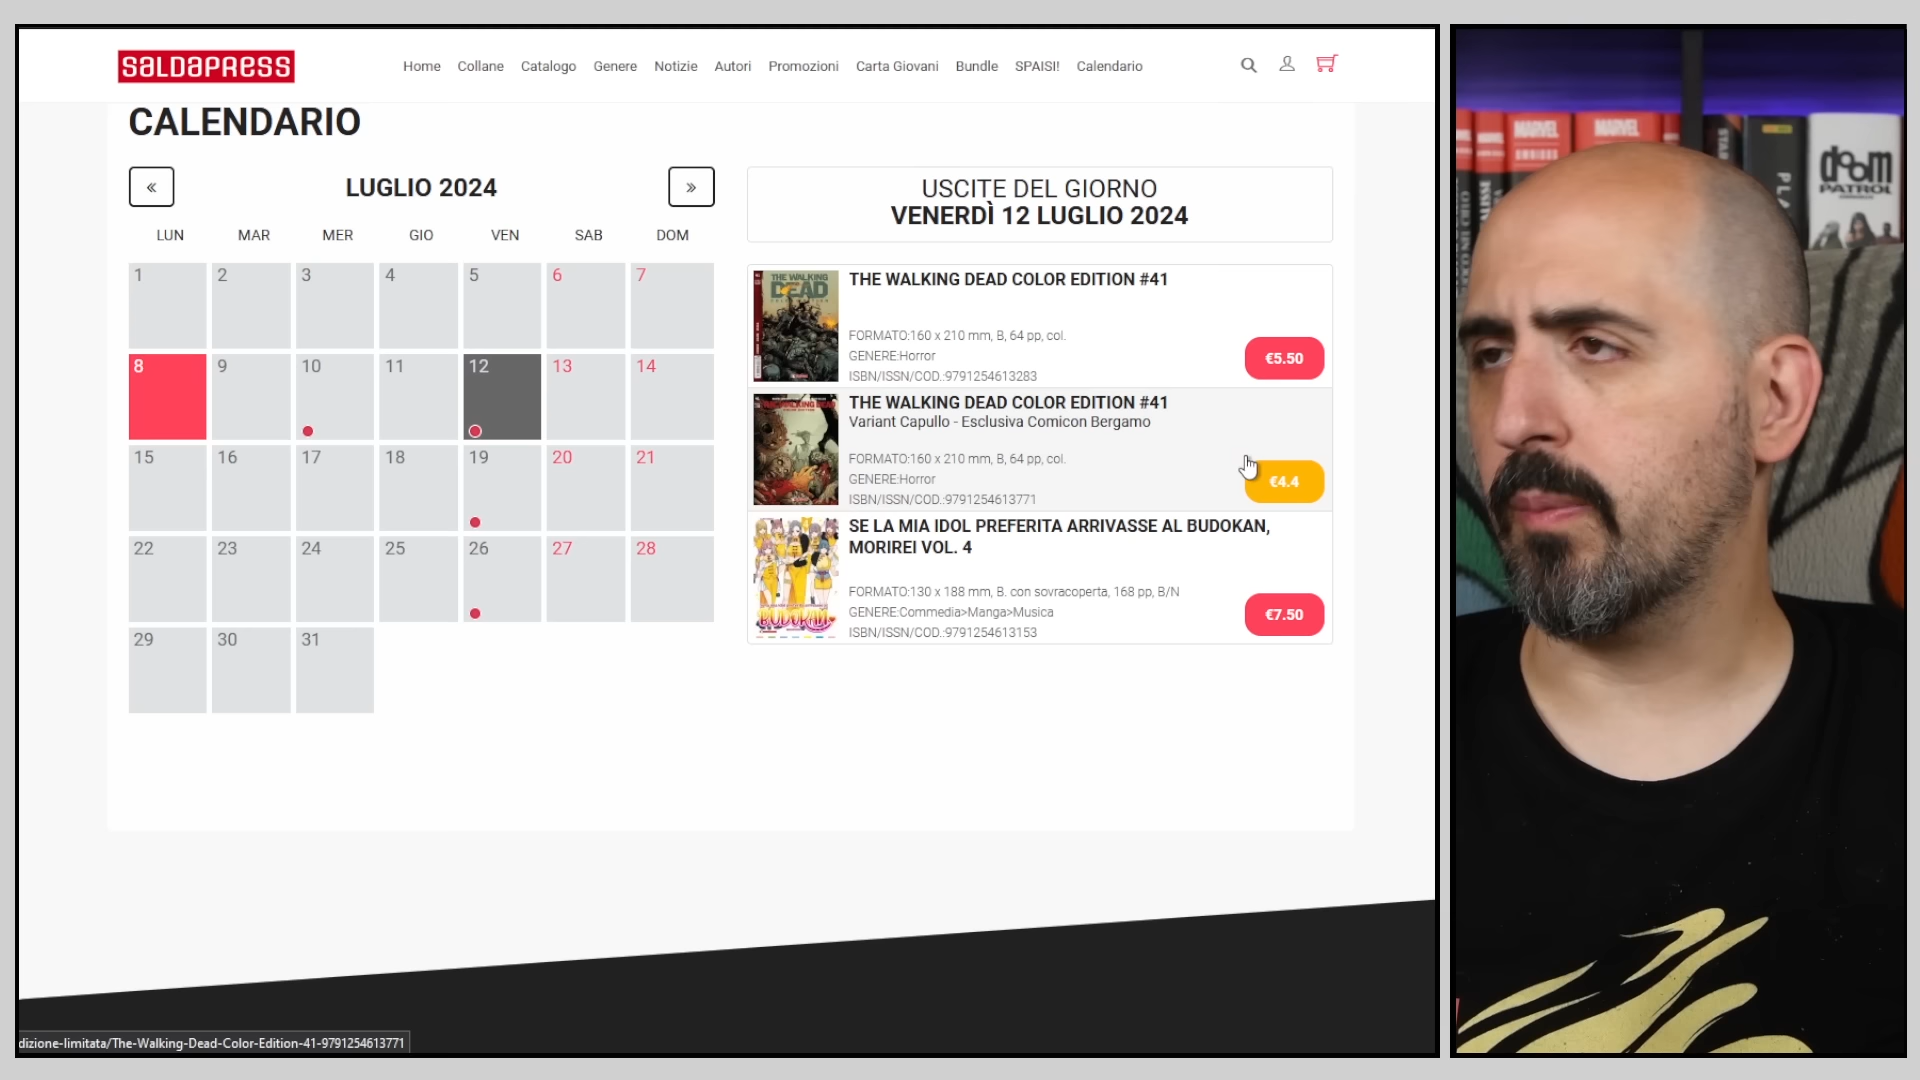 SALDAPRESS
Home Collane Catalogo Genere Notizie Autori Promozioni Carta Giovani Bundle SPAISI! Calendario
CALENDARIO
«
LUGLIO 2024
»
LUN MAR MER GIO VEN SAB DOM
1 2 3 4 5 6 7
8 9 10 11 12 13 14
15 16 17 18 19 20 21
22 23 24 25 26 27 28
29 30 31
USCITE DEL GIORNO
VENERDÌ 12 LUGLIO 2024
THE WALKING
DEAD
THE WALKING DEAD COLOR EDITION #41
FORMATO:160 x 210 mm, B, 64 pp, col.
GENERE:Horror
ISBN/ISSN/COD.:9791254613283
€5.50
THE WALKING DEAD COLOR EDITION #41
Variant Capullo - Esclusiva Comicon Bergamo
FORMATO:160 x 210 mm, B, 64 pp, col.
GENERE:Horror
ISBN/ISSN/COD.:9791254613771
€4.4
BUDOKAN
SE LA MIA IDOL PREFERITA ARRIVASSE AL BUDOKAN,
MORIREI VOL. 4
FORMATO:130 x 188 mm, B. con sovracoperta, 168 pp, B/N
GENERE:Commedia>Manga>Musica
ISBN/ISSN/COD.:9791254613153
€7.50
dizione-limitata/The-Walking-Dead-Color-Edition-41-9791254613771
MARVEL
OMNIBUS
MARVEL
STAR
PLA
DOOM
PATROL